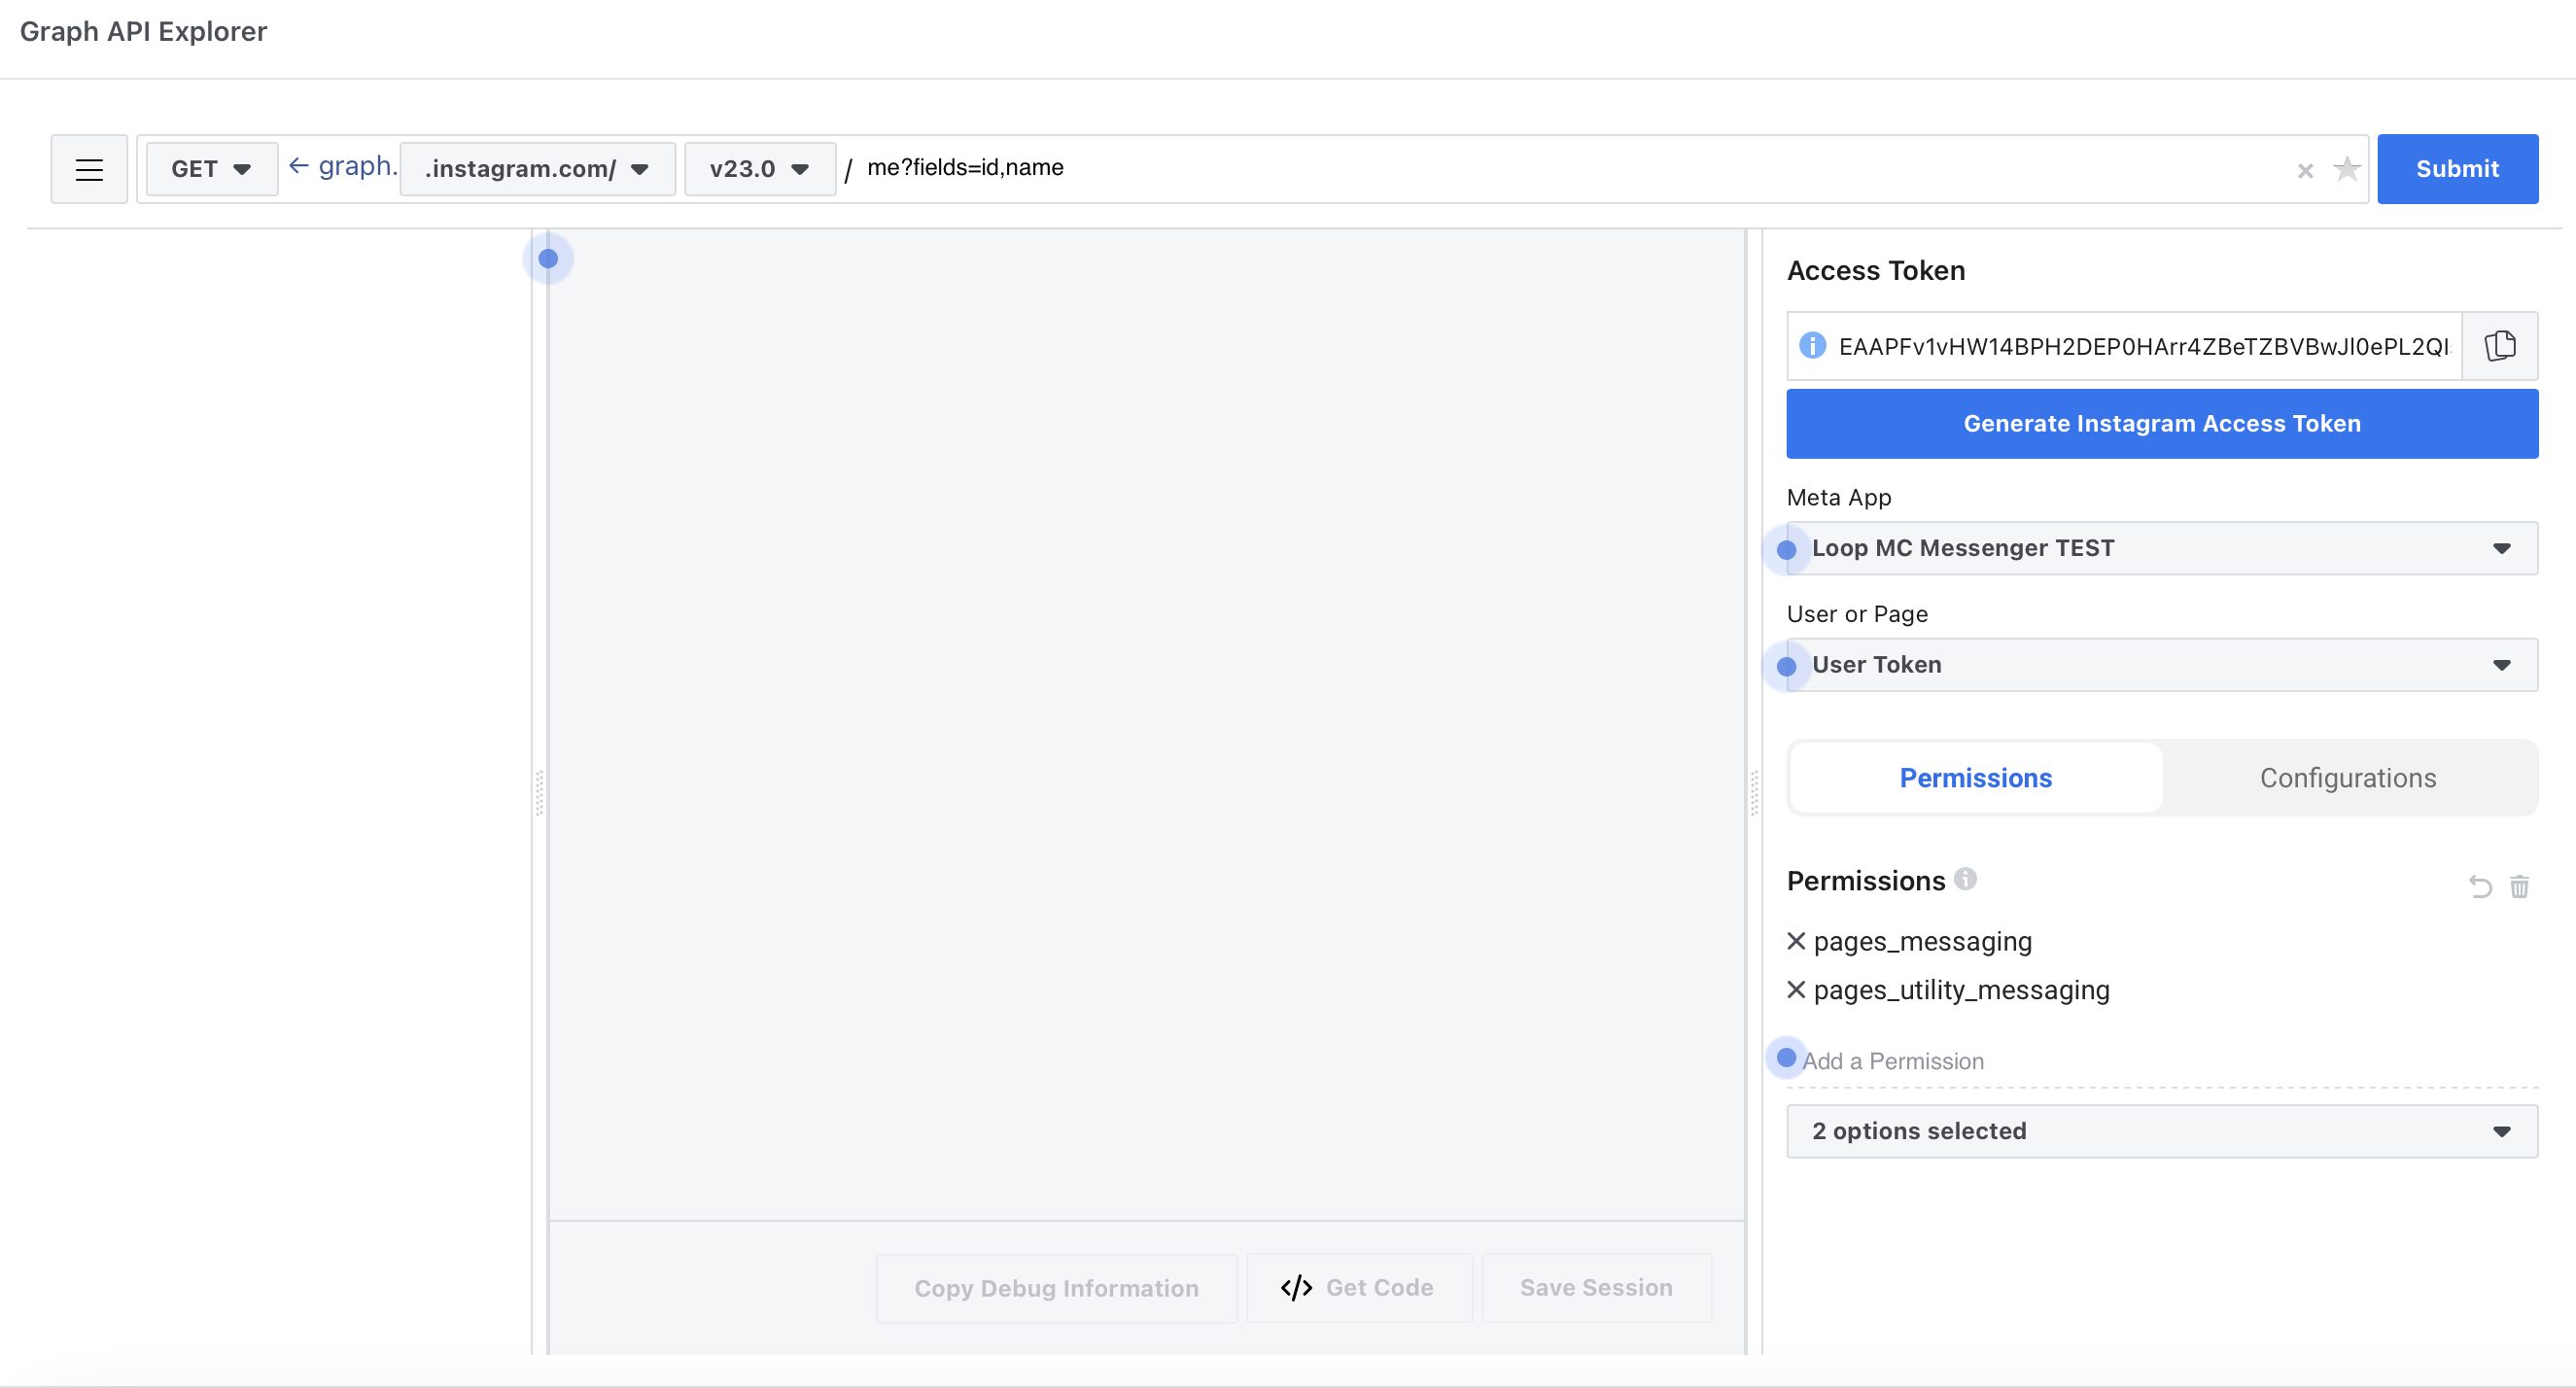 Graph API Explorer
GET
← graph.
.instagram.com/
v23.0
/
me?fields=id,name
Submit
Access Token
EAAPFv1vHW14BPH2DEP0HArr4ZBeTZBVBwJl0ePL2QI
Generate Instagram Access Token
Meta App
Loop MC Messenger TEST
User or Page
User Token
Permissions
Configurations
Permissions
pages_messaging
pages_utility_messaging
Add a Permission
2 options selected
Copy Debug Information
</> Get Code
Save Session